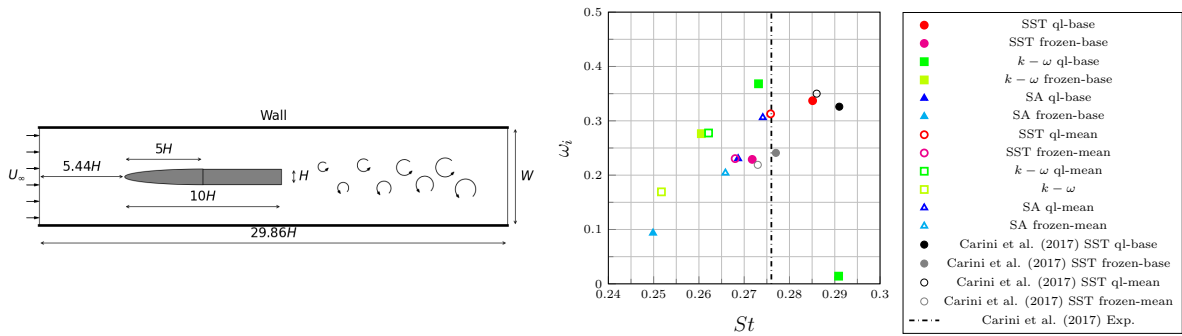 Wall
5H
5.44H
U∞
H
W
10H
29.86H
0.5
0.4
0.3
0.2
0.1
0
ωi
0.24
0.25
0.26
0.27
0.28
0.29
0.3
St
SST ql-base
SST frozen-base
k − ω ql-base
k − ω frozen-base
SA ql-base
SA frozen-base
SST ql-mean
SST frozen-mean
k − ω ql-mean
k − ω
SA ql-mean
SA frozen-mean
Carini et al. (2017) SST ql-base
Carini et al. (2017) SST frozen-base
Carini et al. (2017) SST ql-mean
Carini et al. (2017) SST frozen-mean
Carini et al. (2017) Exp.